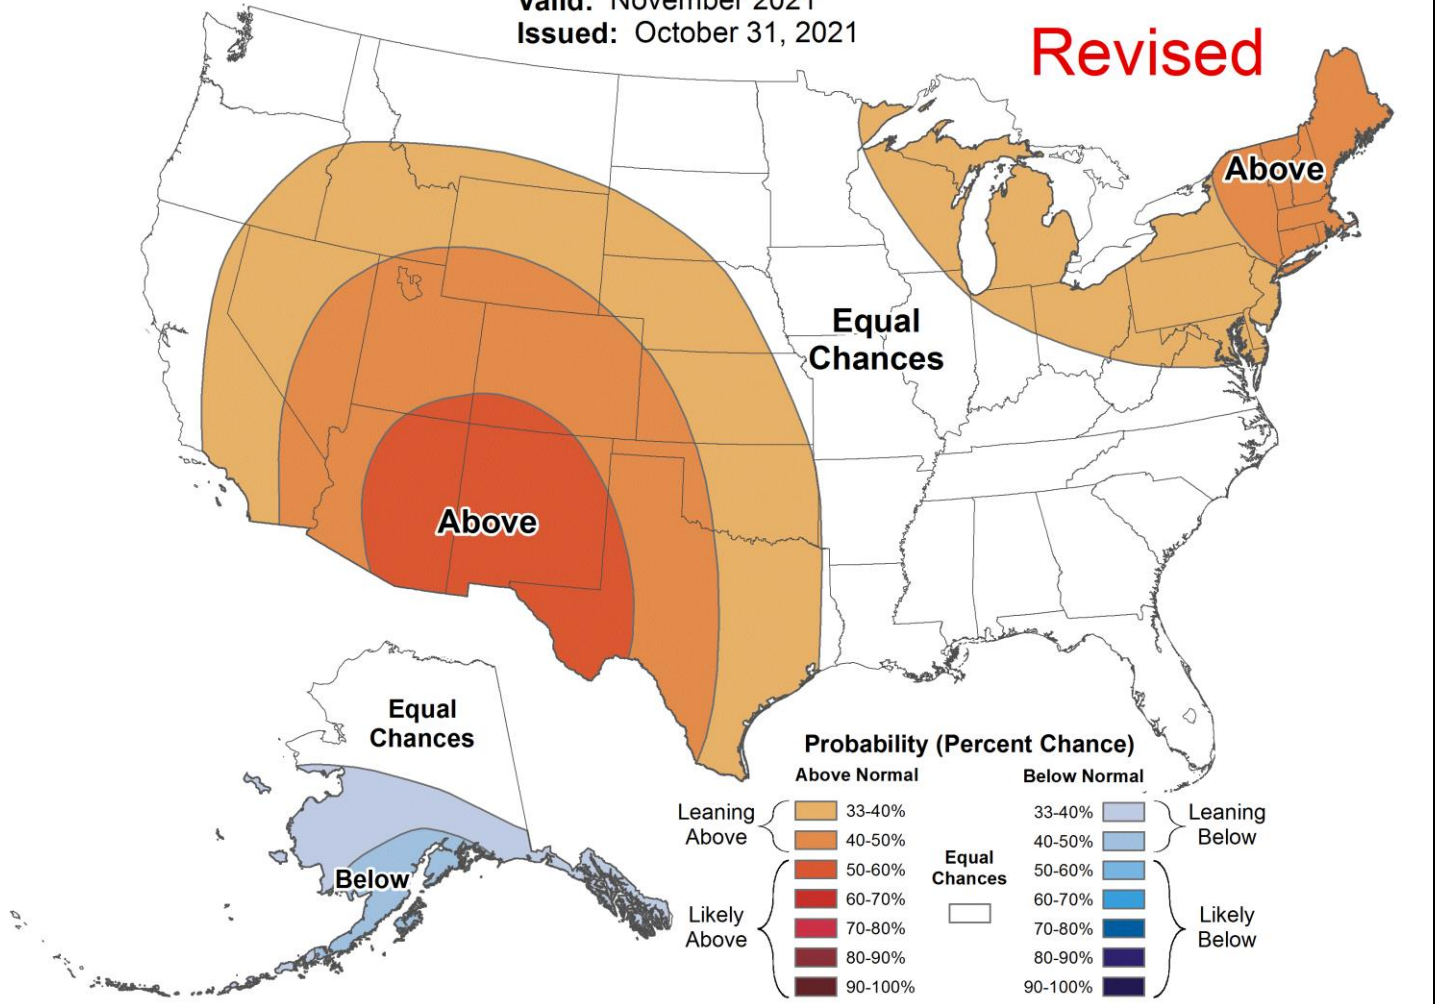 Valid: November 2021
Issued: October 31, 2021
Revised
Above
Equal
Chances
Above
Equal
Chances
Below
Probability (Percent Chance)
Above Normal
Below Normal
Leaning
Above
33-40%
40-50%
Likely
Above
50-60%
60-70%
70-80%
80-90%
90-100%
Equal
Chances
33-40%
40-50%
Leaning
Below
50-60%
60-70%
70-80%
80-90%
90-100%
Likely
Below